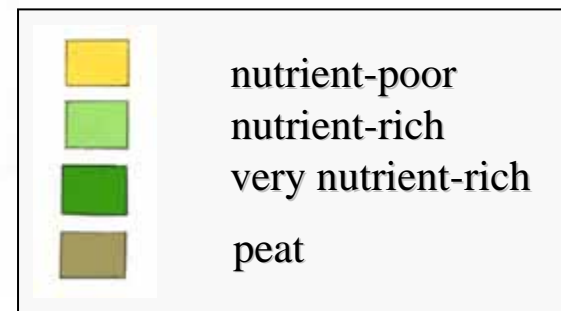 nutrient-poor
nutrient-rich
very nutrient-rich
peat